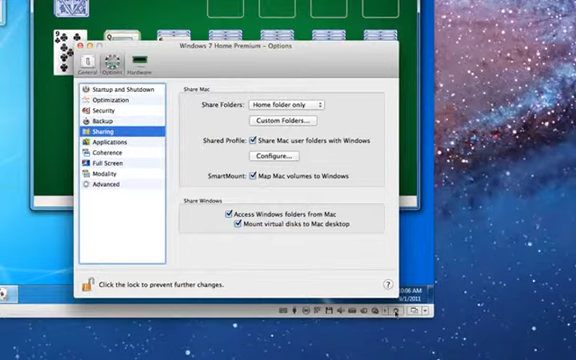 Windows 7 Home Premium - Options
General Options Hardware
Startup and Shutdown
Optimization
Security
Backup
Sharing
Applications
Coherence
Full Screen
Modality
Advanced
Share Mac
Share Folders: Home folder only
Custom Folders...
Shared Profile: Share Mac user folders with Windows
Configure...
SmartMount: Map Mac volumes to Windows
Share Windows
Access Windows folders from Mac
Mount virtual disks to Mac desktop
Click the lock to prevent further changes.
?